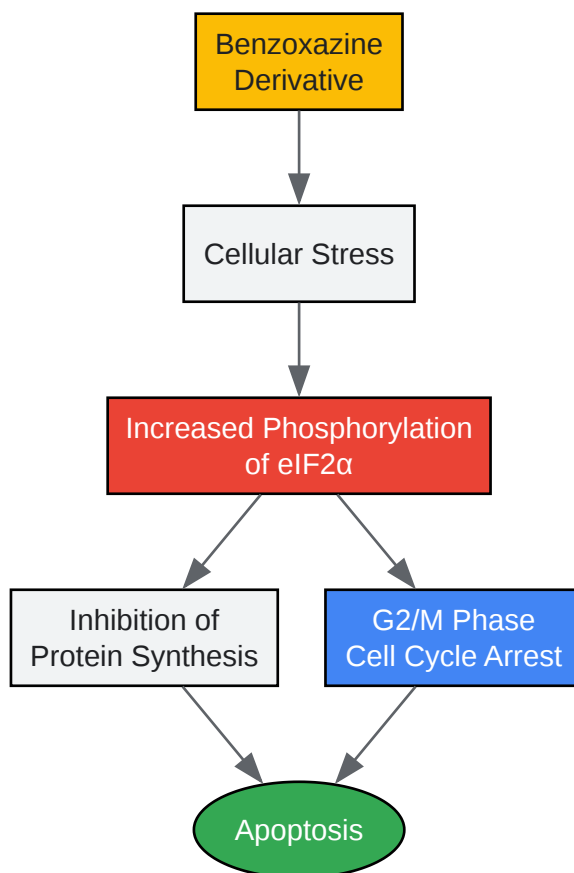 Benzoxazine
Derivative
Cellular Stress
Increased Phosphorylation
of eIF2α
Inhibition of
Protein Synthesis
G2/M Phase
Cell Cycle Arrest
Apoptosis